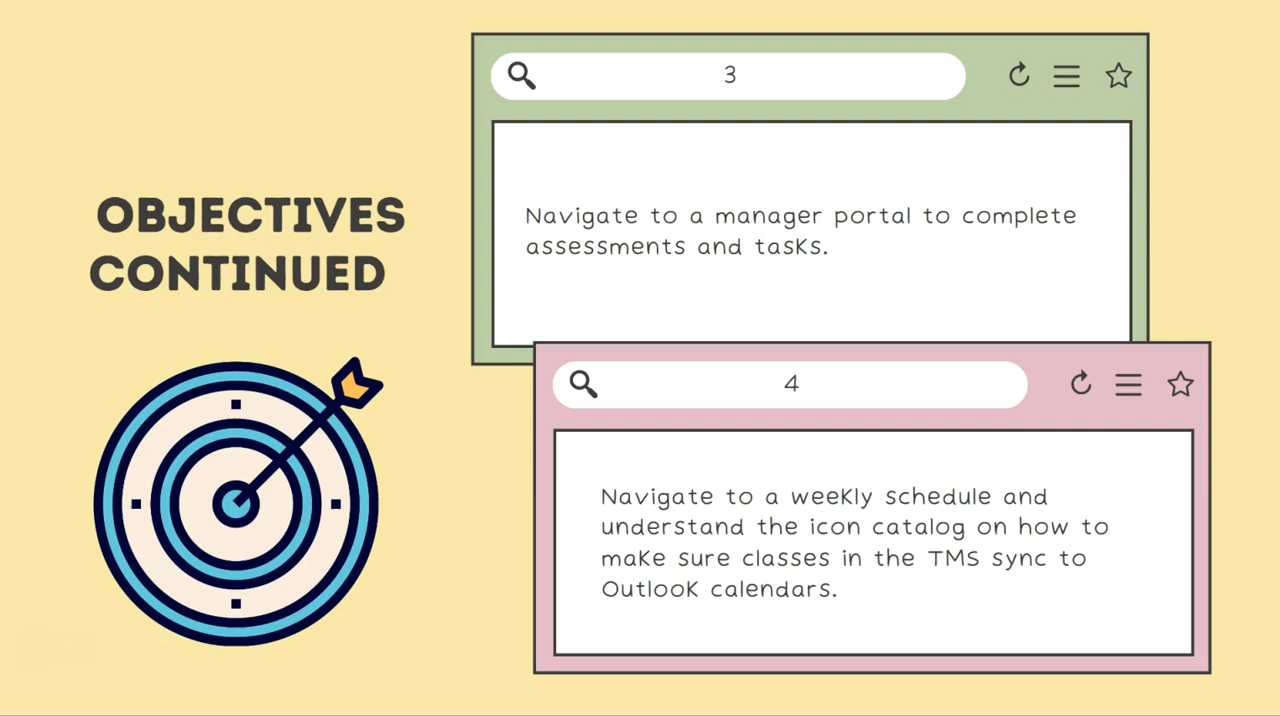 OBJECTIVES
CONTINUED
3
Navigate to a manager portal to complete
assessments and tasks.
4
Navigate to a weekly schedule and
understand the icon catalog on how to
make sure classes in the TMS sync to
Outlook calendars.